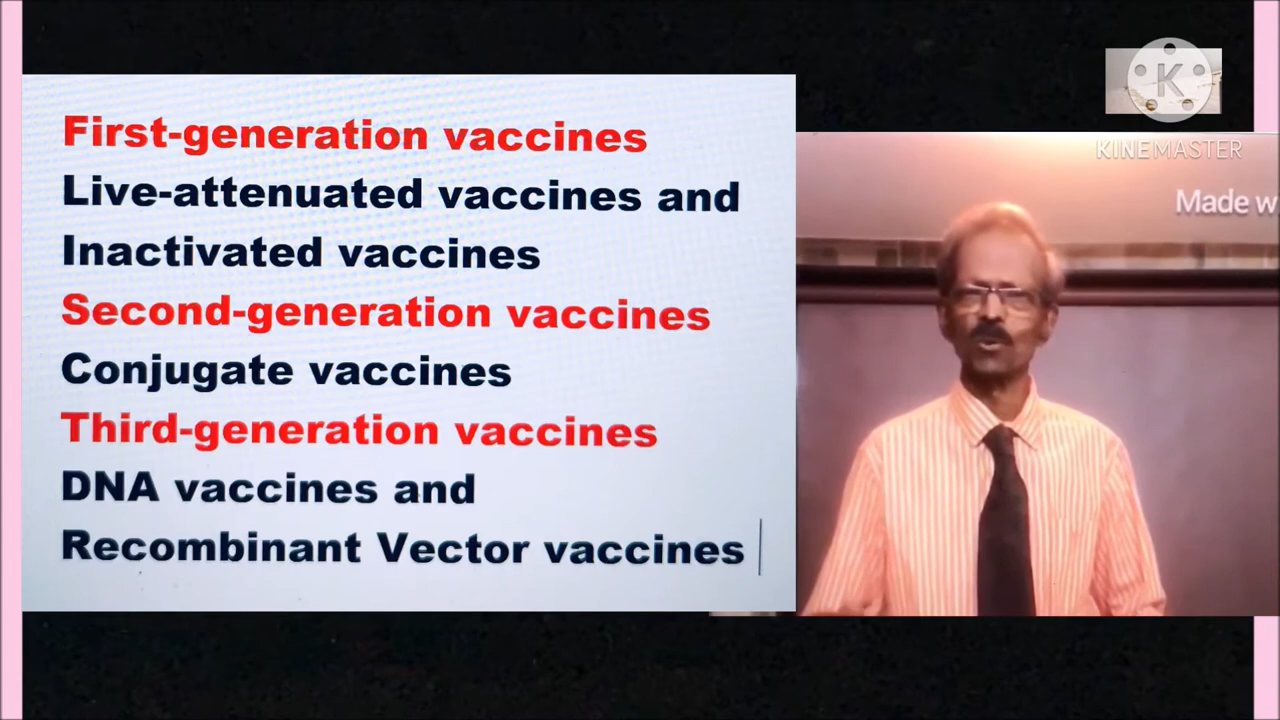 First-generation vaccines
Live-attenuated vaccines and
Inactivated vaccines
Second-generation vaccines
Conjugate vaccines
Third-generation vaccines
DNA vaccines and
Recombinant Vector vaccines
K
KINEMASTER
Made w